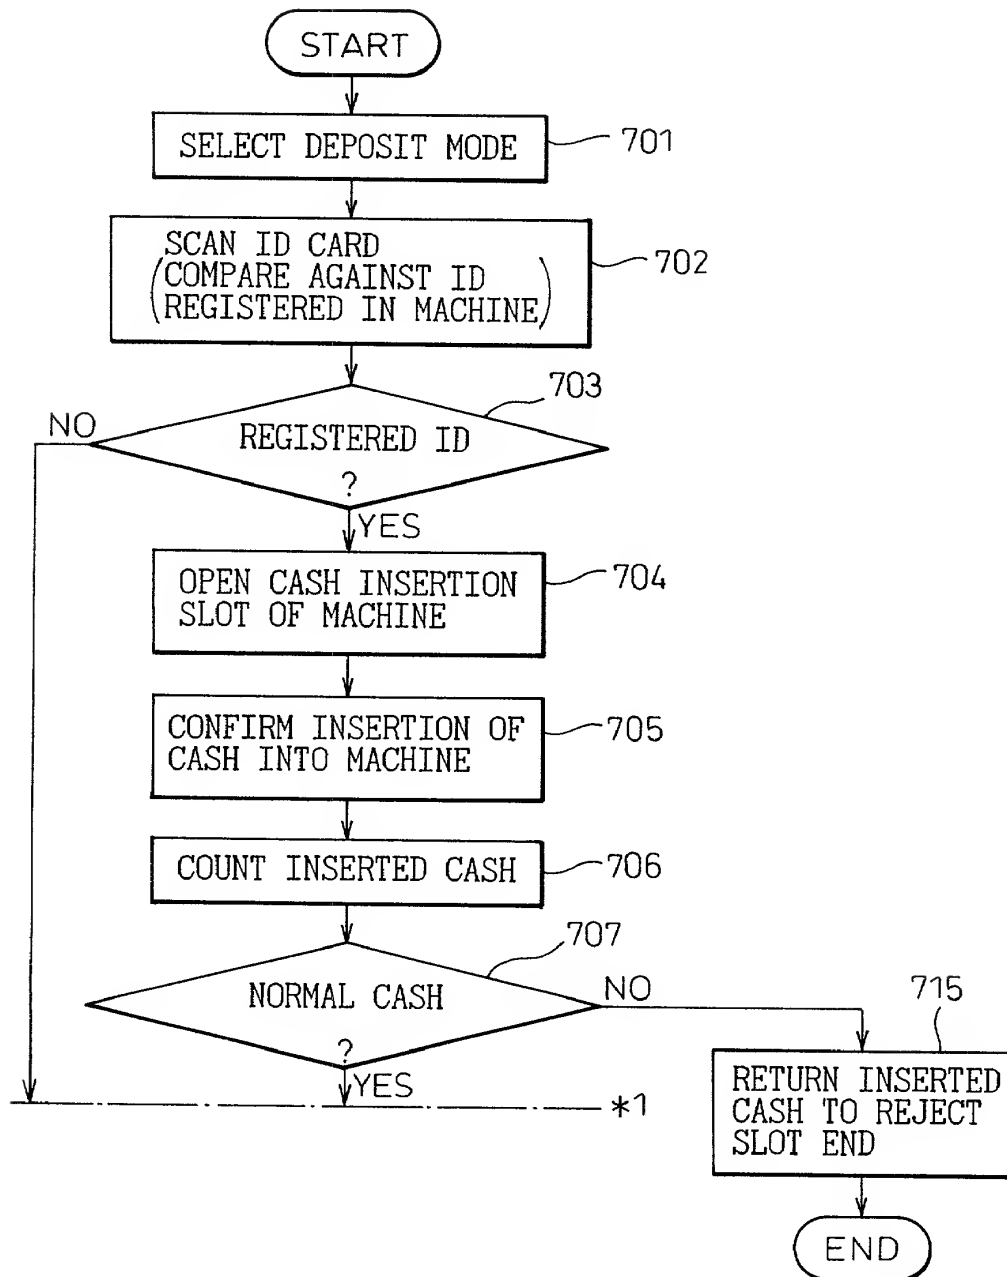 START
SELECT DEPOSIT MODE
701
SCAN ID CARD
(COMPARE AGAINST ID
REGISTERED IN MACHINE)
702
703
NO
REGISTERED ID
?
YES
OPEN CASH INSERTION
SLOT OF MACHINE
704
CONFIRM INSERTION OF
CASH INTO MACHINE
705
COUNT INSERTED CASH
706
707
NORMAL CASH
?
NO
YES
*1
715
RETURN INSERTED
CASH TO REJECT
SLOT END
END